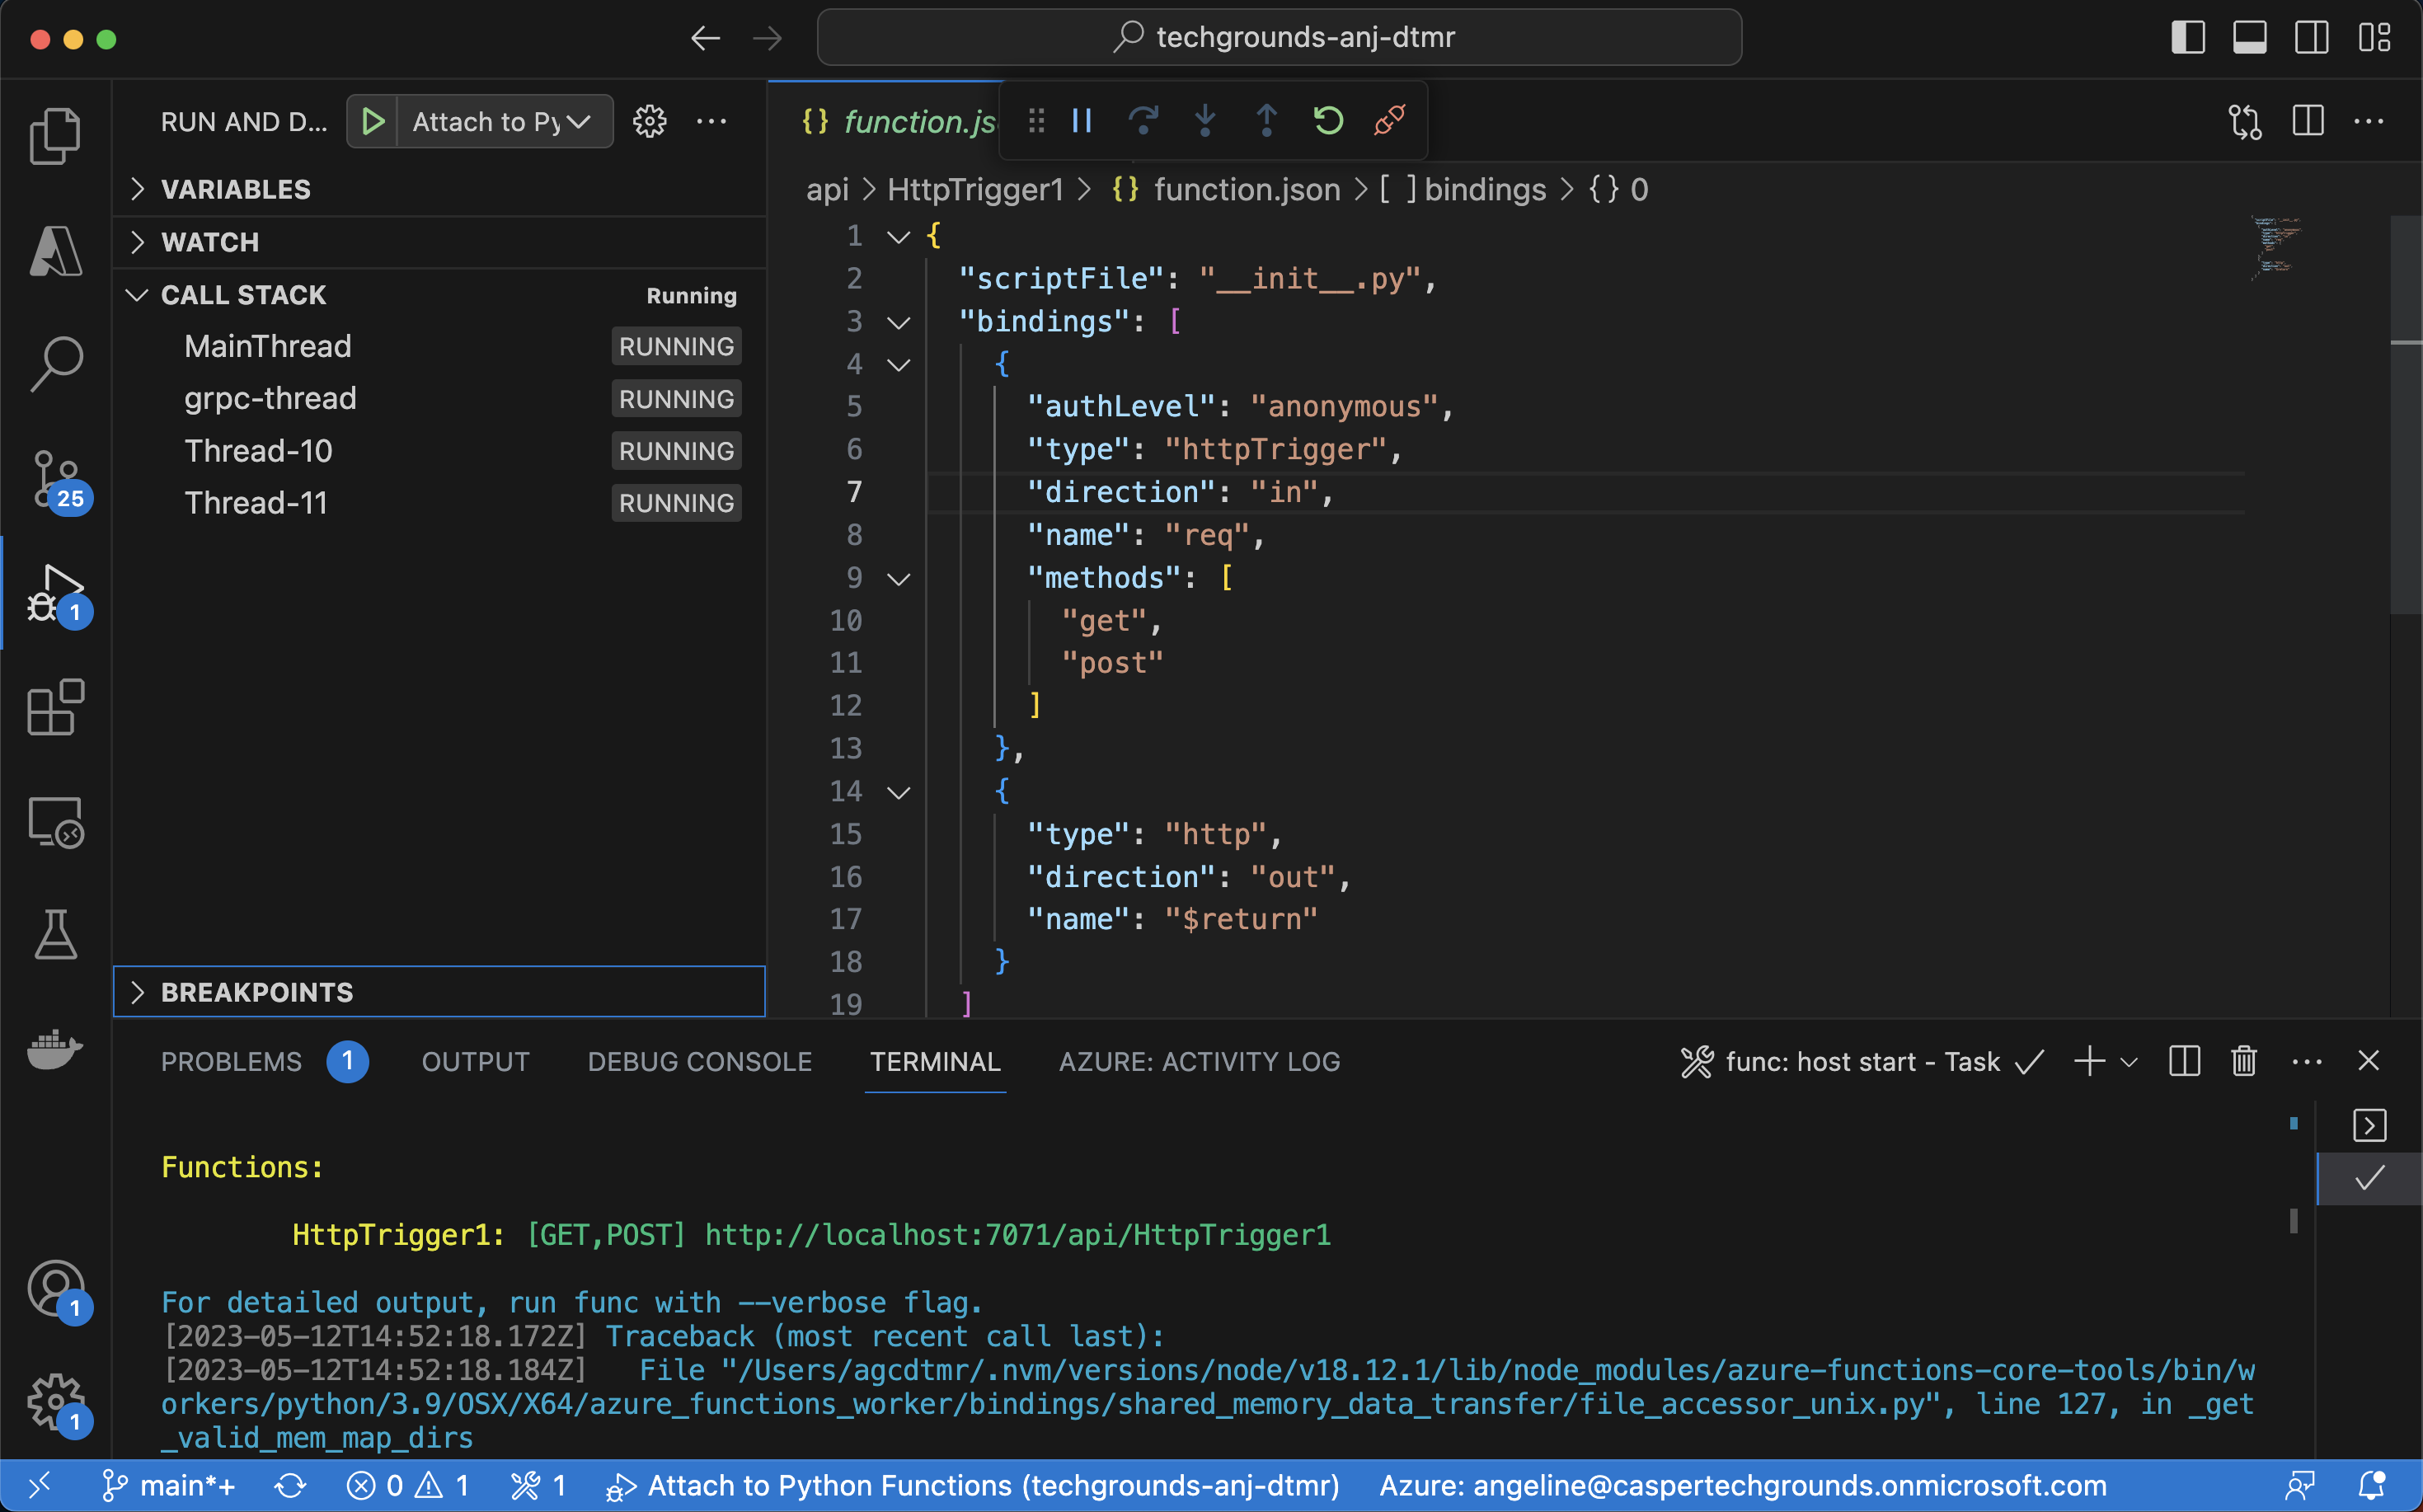 techgrounds-anj-dtmr
RUN AND D...
Attach to Py
function.js
VARIABLES
WATCH
CALL STACK
Running
MainThread
RUNNING
grpc-thread
RUNNING
Thread-10
RUNNING
Thread-11
RUNNING
BREAKPOINTS
25
1
1
1
api > HttpTrigger1 > {} function.json > [ ] bindings > {} 0
1 {
2 "scriptFile": "__init__.py",
3 "bindings": [
4 {
5 "authLevel": "anonymous",
6 "type": "httpTrigger",
7 "direction": "in",
8 "name": "req",
9 "methods": [
10 "get",
11 "post"
12 ]
13 },
14 {
15 "type": "http",
16 "direction": "out",
17 "name": "$return"
18 }
19 ]
PROBLEMS 1 OUTPUT DEBUG CONSOLE TERMINAL AZURE: ACTIVITY LOG
func: host start - Task
Functions:
HttpTrigger1: [GET,POST] http://localhost:7071/api/HttpTrigger1
For detailed output, run func with --verbose flag.
[2023-05-12T14:52:18.172Z] Traceback (most recent call last):
[2023-05-12T14:52:18.184Z]   File "/Users/agcdtmr/.nvm/versions/node/v18.12.1/lib/node_modules/azure-functions-core-tools/bin/w
orkers/python/3.9/OSX/X64/azure_functions_worker/bindings/shared_memory_data_transfer/file_accessor_unix.py", line 127, in _get
_valid_mem_map_dirs
main*+ 0 1 1 Attach to Python Functions (techgrounds-anj-dtmr) Azure: angeline@caspertechgrounds.onmicrosoft.com